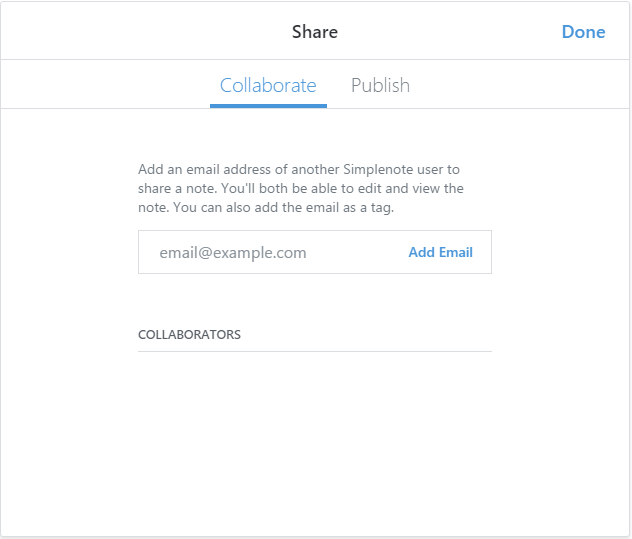 Share
Done
Collaborate
Publish
Add an email address of another Simplenote user to
share a note. You'll both be able to edit and view the
note. You can also add the email as a tag.
email@example.com
Add Email
COLLABORATORS